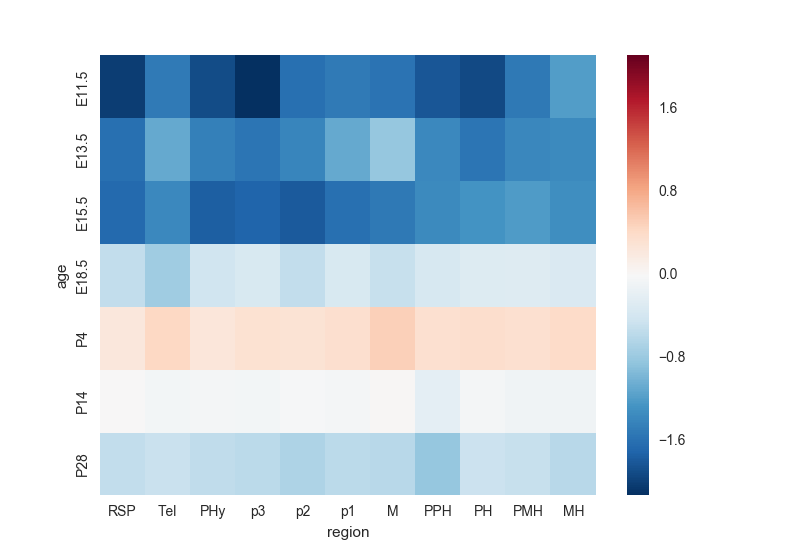 age
E11.5
E13.5
E15.5
E18.5
P4
P14
P28
RSP Tel PHy p3 p2 p1 M PPH PH PMH MH
region
1.6
0.8
0.0
−0.8
−1.6